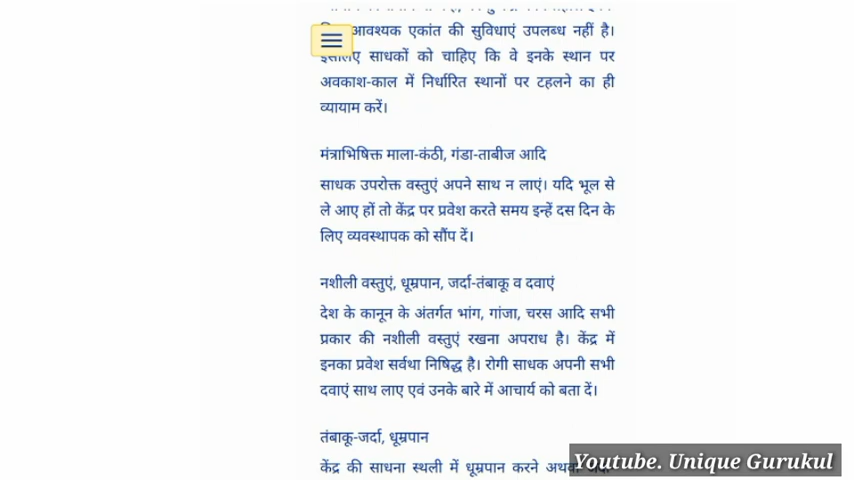 आवश्यक एकांत की सुविधाएं उपलब्ध नहीं है।
इसलिए साधकों को चाहिए कि वे इनके स्थान पर
अवकाश-काल में निर्धारित स्थानों पर टहलने का ही
व्यायाम करें।
मंत्राभिषिक्त माला-कंठी, गंडा-ताबीज आदि
साधक उपरोक्त वस्तुएं अपने साथ न लाएं। यदि भूल से
ले आए हों तो केंद्र पर प्रवेश करते समय इन्हें दस दिन के
लिए व्यवस्थापक को सौंप दें।
नशीली वस्तुएं, धूम्रपान, जर्दा-तंबाकू व दवाएं
देश के कानून के अंतर्गत भांग, गांजा, चरस आदि सभी
प्रकार की नशीली वस्तुएं रखना अपराध है। केंद्र में
इनका प्रवेश सर्वथा निषिद्ध है। रोगी साधक अपनी सभी
दवाएं साथ लाए एवं उनके बारे में आचार्य को बता दें।
तंबाकू-जर्दा, धूम्रपान
केंद्र की साधना स्थली में धूम्रपान करने अथवा
Youtube. Unique Gurukul